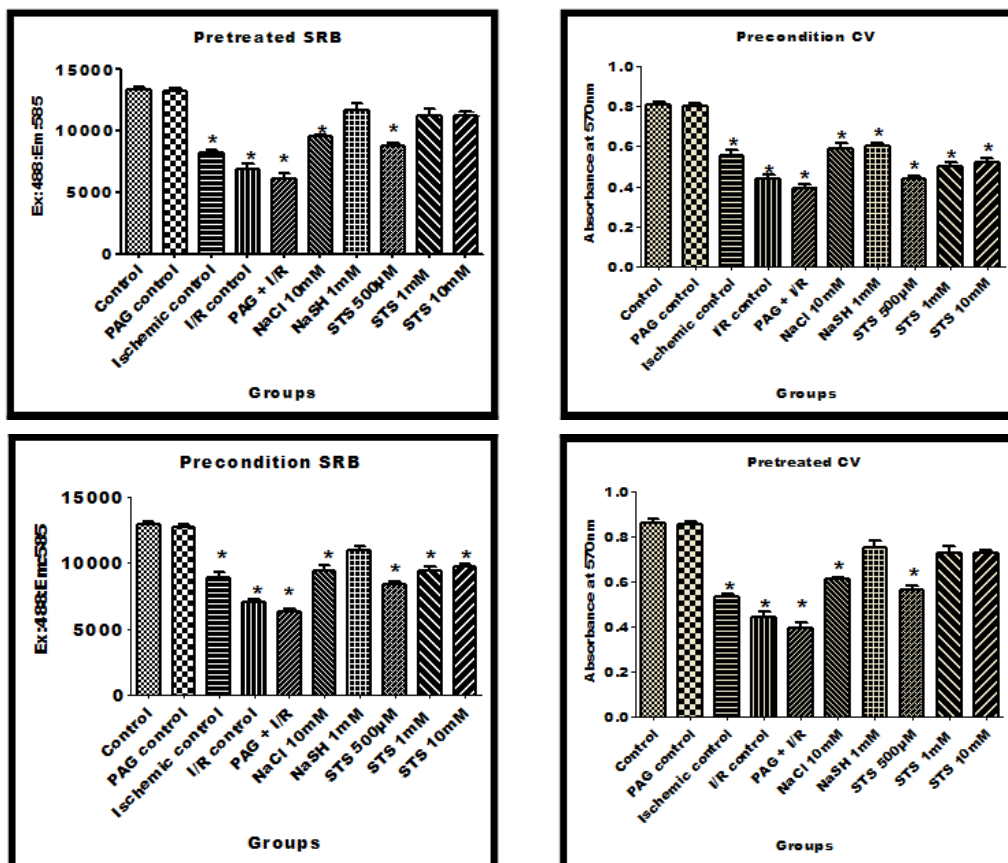 Pretreated SRB
Ex:488:Em:585
15000
10000
5000
0
* * * * *
Control
PAG control
Ischemic control
I/R control
PAG + I/R
NaCl 10mM
NaSH 1mM
STS 500µM
STS 1mM
STS 10mM
Groups
Precondition CV
Absorbance at 570nm
1.0
0.8
0.6
0.4
0.2
0.0
* * * * * * * *
Control
PAG control
Ischemic control
I/R control
PAG + I/R
NaCl 10mM
NaSH 1mM
STS 500µM
STS 1mM
STS 10mM
Groups
Precondition SRB
Ex:488:Em:585
15000
10000
5000
0
* * * * * * *
Control
PAG control
Ischemic control
I/R control
PAG + I/R
NaCl 10mM
NaSH 1mM
STS 500µM
STS 1mM
STS 10mM
Groups
Pretreated CV
Absorbance at 570nm
1.0
0.8
0.6
0.4
0.2
0.0
* * * * *
Control
PAG control
Ischemic control
I/R control
PAG + I/R
NaCl 10mM
NaSH 1mM
STS 500µM
STS 1mM
STS 10mM
Groups